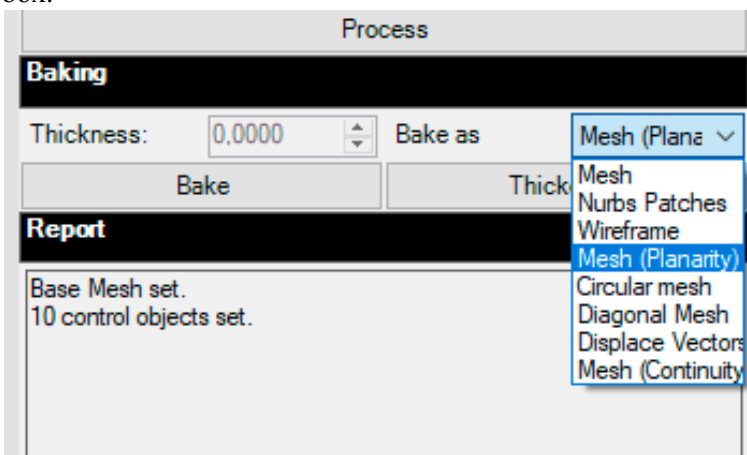 box.
Process
Baking
Thickness: 0,0000 Bake as Mesh (Plana
Bake Thick
Mesh
Nurbs Patches
Wireframe
Mesh (Planarity)
Circular mesh
Diagonal Mesh
Displace Vectors
Mesh (Continuity
Report
Base Mesh set.
10 control objects set.